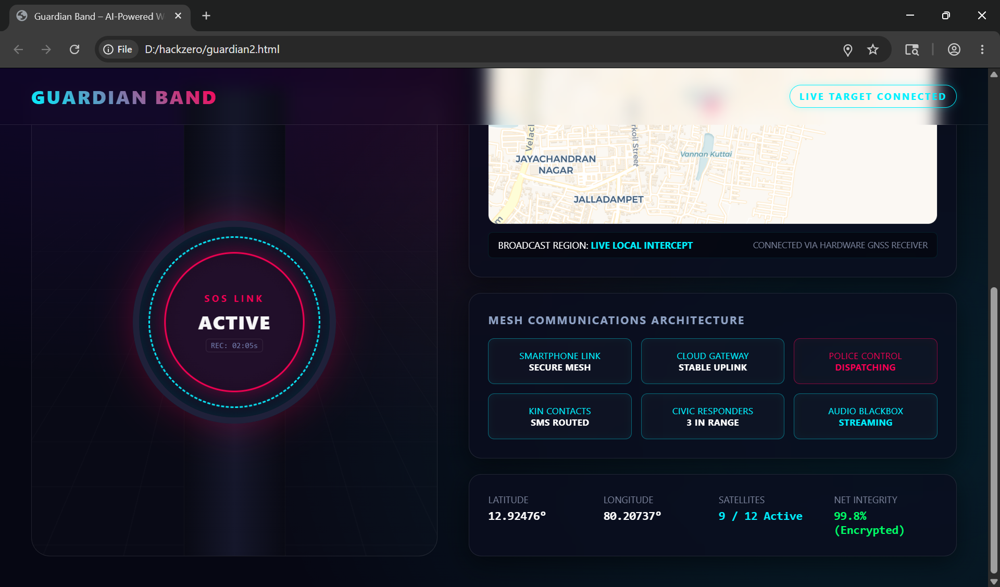 Guardian Band – AI-Powered W
File
D:/hackzero/guardian2.html
GUARDIAN BAND
LIVE TARGET CONNECTED
SOS LINK
ACTIVE
REC: 02:05s
Velacl
rkoil Street
JAYACHANDRAN
NAGAR
Vannan Kuttai
JALLADAMPET
m
BROADCAST REGION: LIVE LOCAL INTERCEPT
CONNECTED VIA HARDWARE GNSS RECEIVER
MESH COMMUNICATIONS ARCHITECTURE
SMARTPHONE LINK
SECURE MESH
CLOUD GATEWAY
STABLE UPLINK
POLICE CONTROL
DISPATCHING
KIN CONTACTS
SMS ROUTED
CIVIC RESPONDERS
3 IN RANGE
AUDIO BLACKBOX
STREAMING
LATITUDE
12.92476°
LONGITUDE
80.20737°
SATELLITES
9 / 12 Active
NET INTEGRITY
99.8%
(Encrypted)